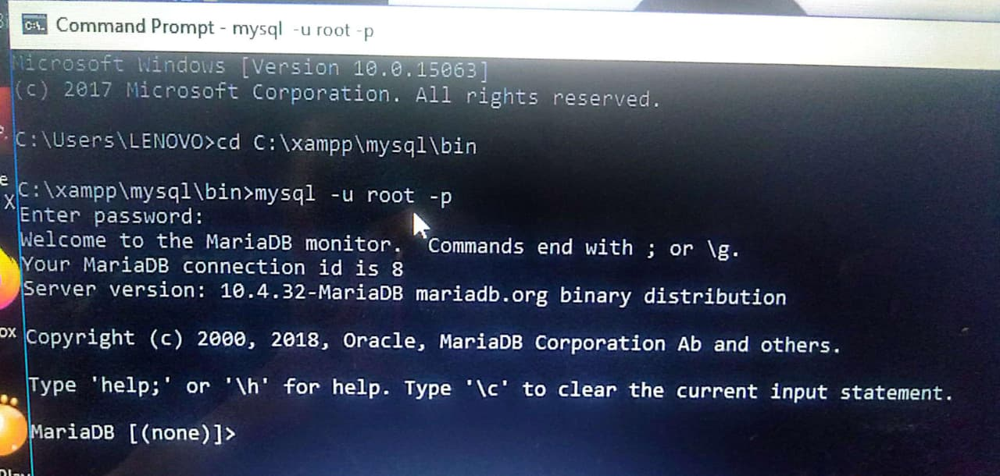 Command Prompt - mysql -u root -p
Microsoft Windows [Version 10.0.15063]
(c) 2017 Microsoft Corporation. All rights reserved.
C:\Users\LENOVO>cd C:\xampp\mysql\bin
C:\xampp\mysql\bin>mysql -u root -p
Enter password:
Welcome to the MariaDB monitor.  Commands end with ; or \g.
Your MariaDB connection id is 8
Server version: 10.4.32-MariaDB mariadb.org binary distribution
Copyright (c) 2000, 2018, Oracle, MariaDB Corporation Ab and others.
Type 'help;' or '\h' for help. Type '\c' to clear the current input statement.
MariaDB [(none)]>